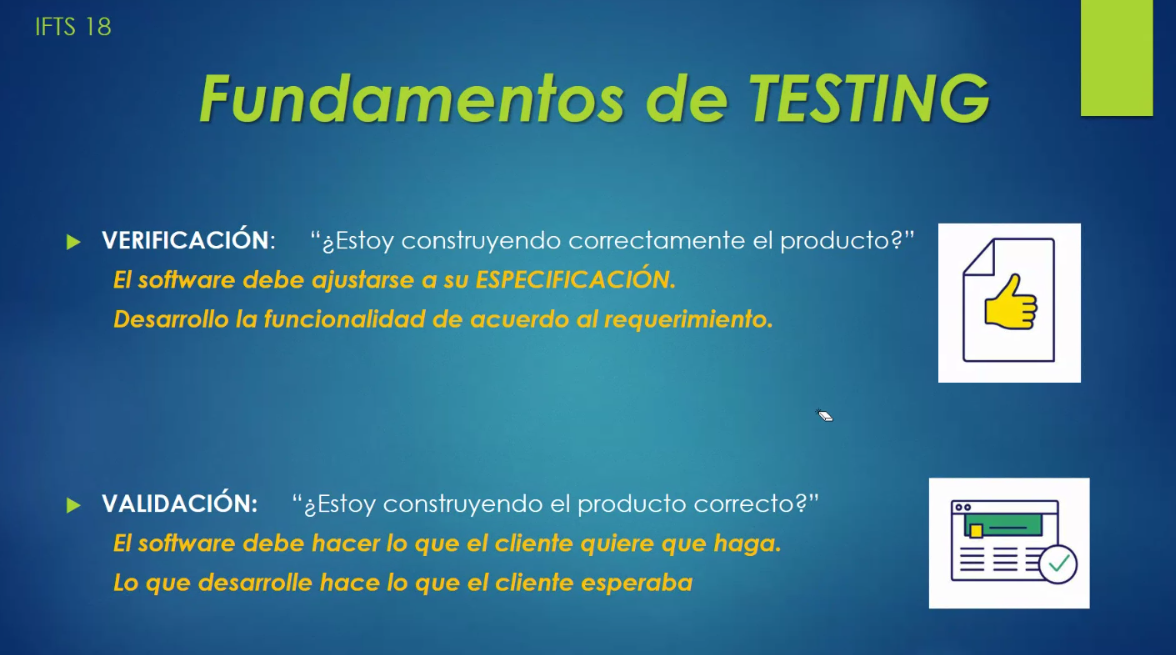 IFTS 18
Fundamentos de TESTING
VERIFICACIÓN: “¿Estoy construyendo correctamente el producto?”
El software debe ajustarse a su ESPECIFICACIÓN.
Desarrollo la funcionalidad de acuerdo al requerimiento.
VALIDACIÓN: “¿Estoy construyendo el producto correcto?”
El software debe hacer lo que el cliente quiere que haga.
Lo que desarrolle hace lo que el cliente esperaba